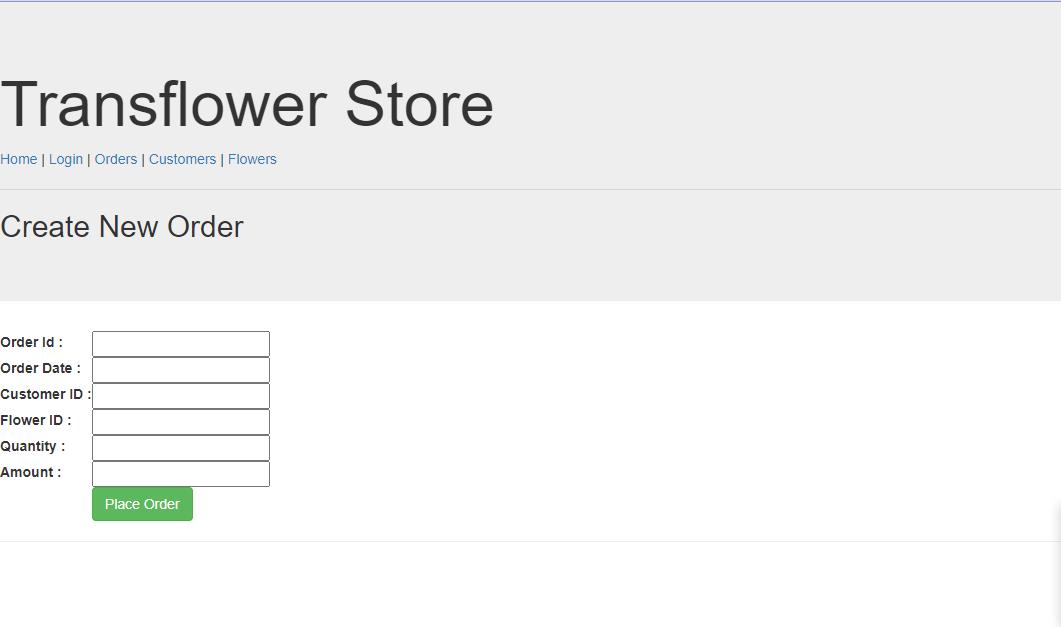 Transflower Store
Home | Login | Orders | Customers | Flowers
Create New Order
Order Id :
Order Date :
Customer ID :
Flower ID :
Quantity :
Amount :
Place Order